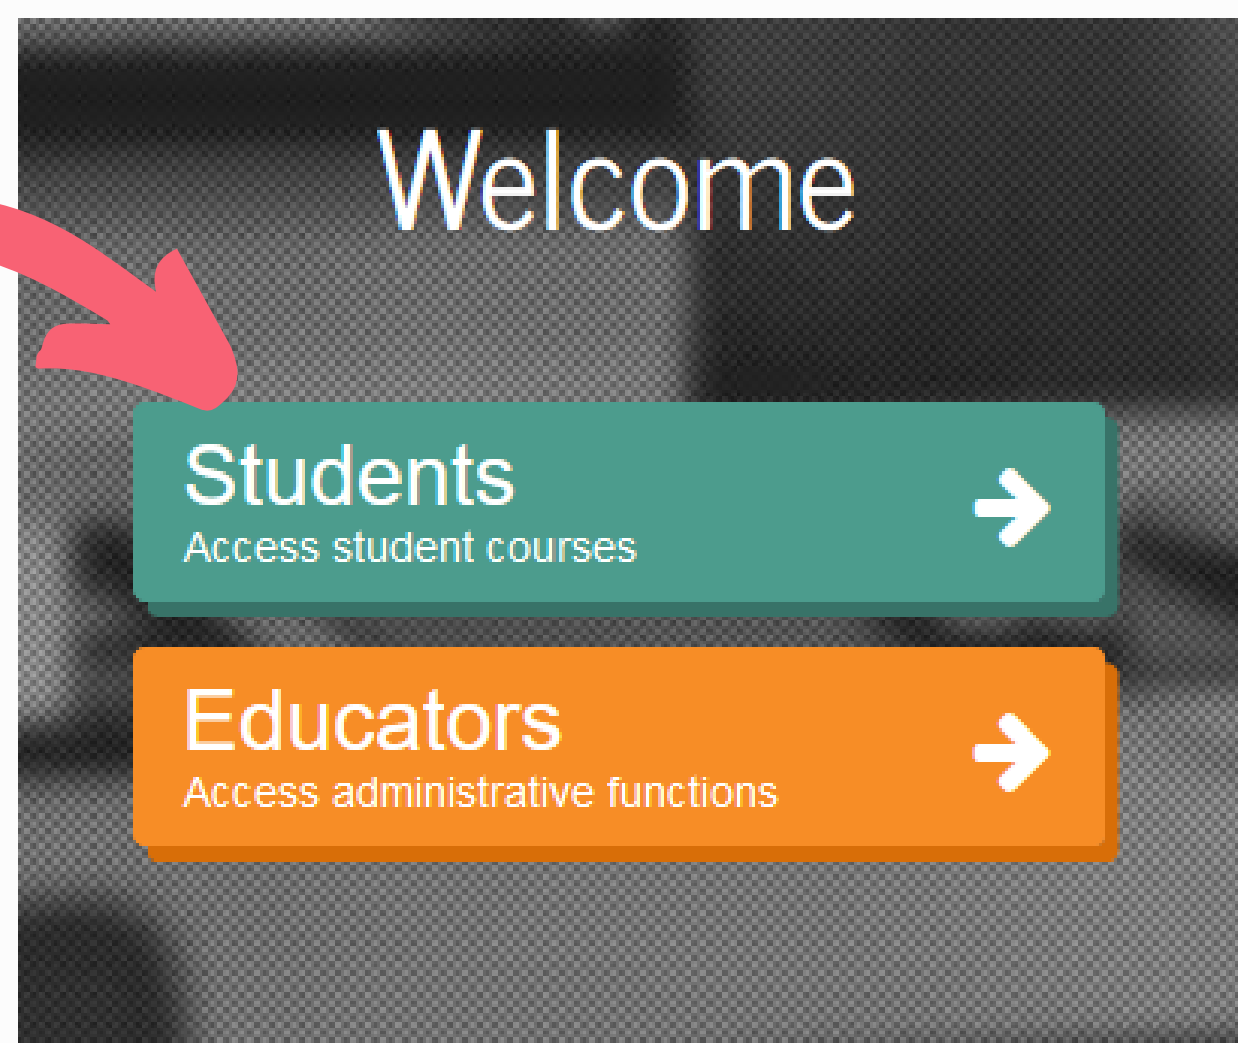 Welcome
Students
Access student courses
Educators
Access administrative functions